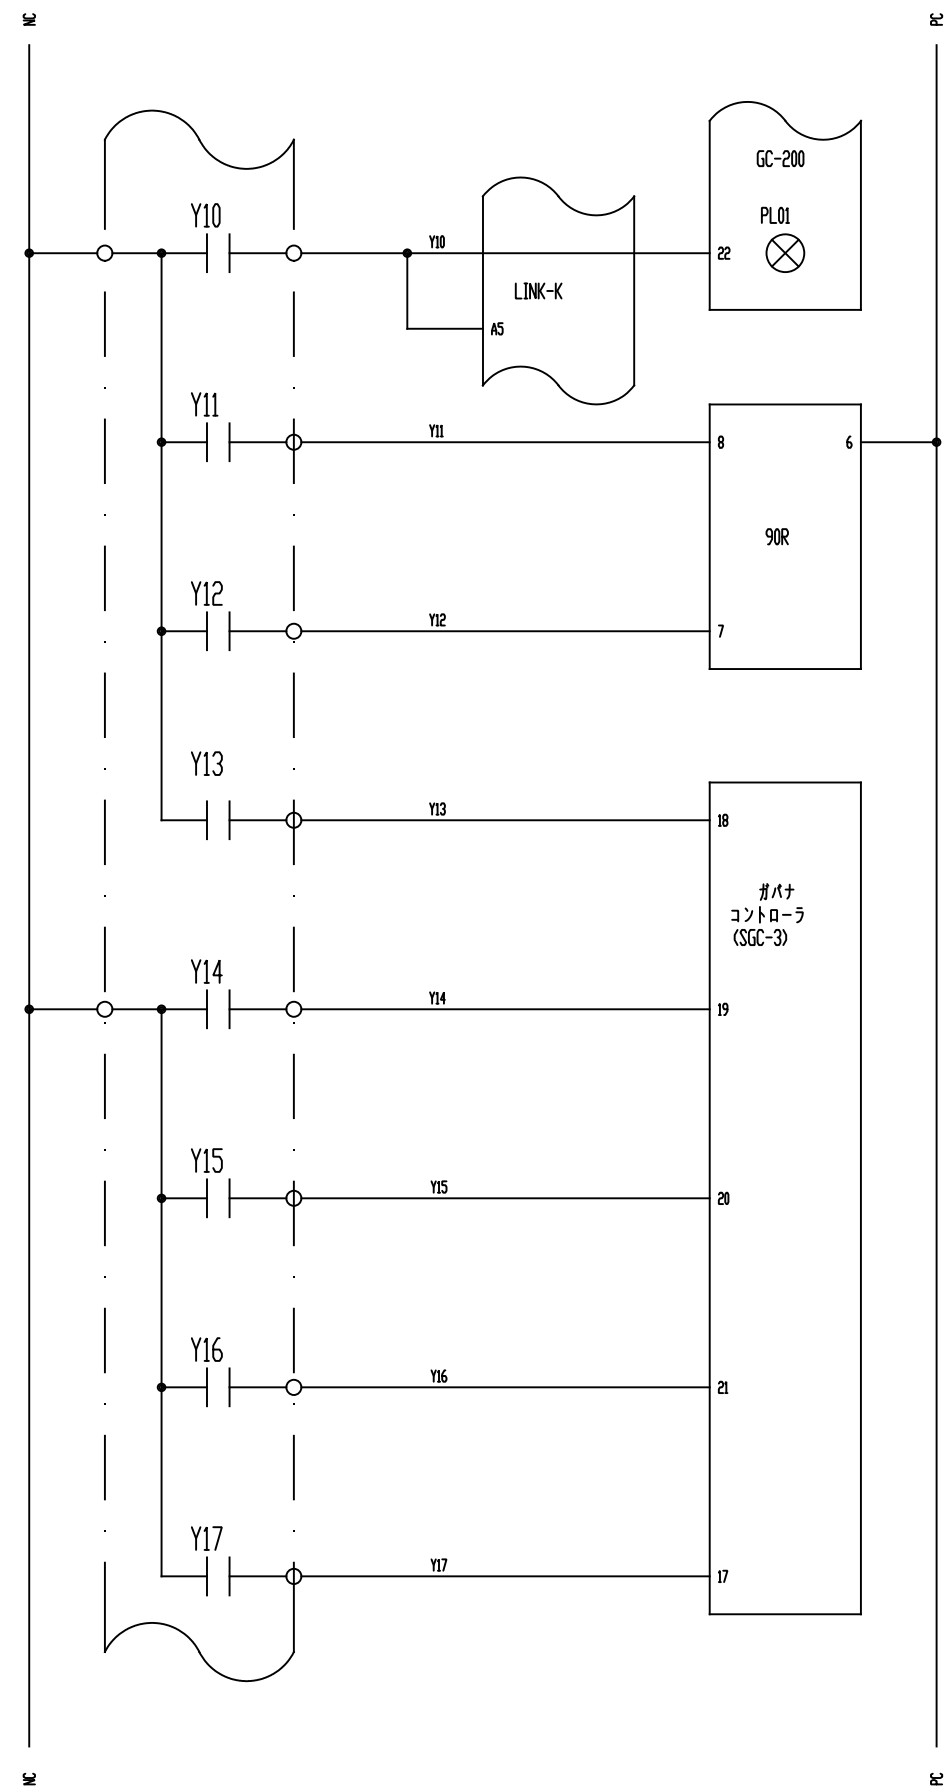 NC
PC
GC-200
PL01
Y10
Y10
22
LINK-K
A5
Y11
Y11
8
6
90R
Y12
Y12
7
Y13
Y13
18
ガバナ
コントローラ
(SGC-3)
Y14
Y14
19
Y15
Y15
20
Y16
Y16
21
Y17
Y17
17
NC
PC